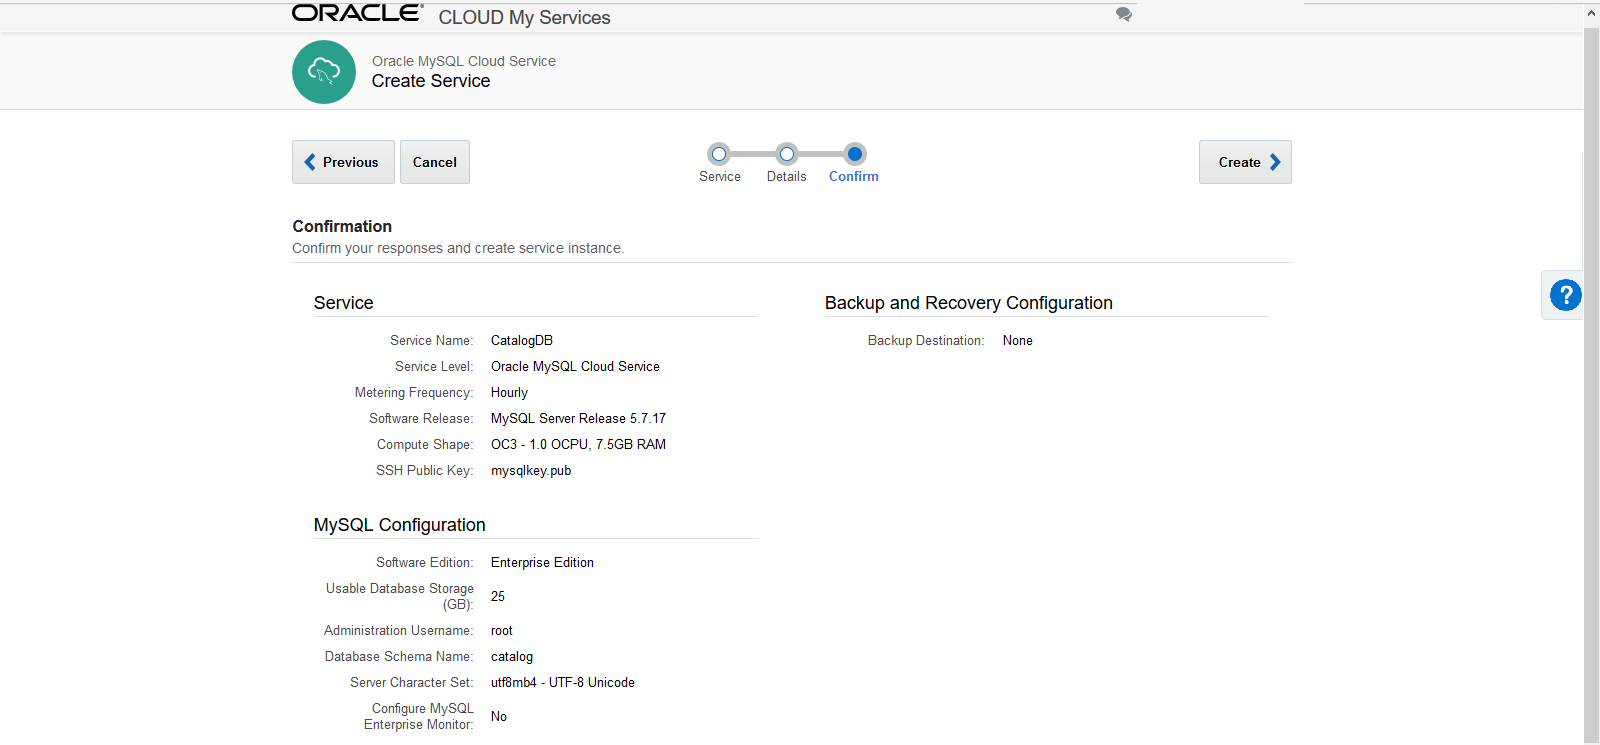 ORACLE CLOUD My Services
Oracle MySQL Cloud Service
Create Service
Previous
Cancel
Service
Details
Confirm
Create
Confirmation
Confirm your responses and create service instance.
Service
Service Name: CatalogDB
Service Level: Oracle MySQL Cloud Service
Metering Frequency: Hourly
Software Release: MySQL Server Release 5.7.17
Compute Shape: OC3 - 1.0 OCPU, 7.5GB RAM
SSH Public Key: mysqlkey.pub
Backup and Recovery Configuration
Backup Destination: None
?
MySQL Configuration
Software Edition: Enterprise Edition
Usable Database Storage
(GB): 25
Administration Username: root
Database Schema Name: catalog
Server Character Set: utf8mb4 - UTF-8 Unicode
Configure MySQL
Enterprise Monitor: No